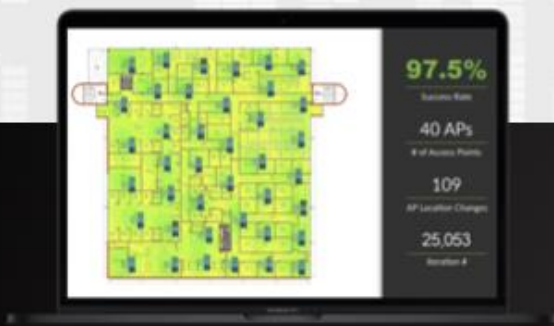 97.5%
Success Rate
40 APs
# of Access Points
109
AP Location Changes
25,053
Iteration #